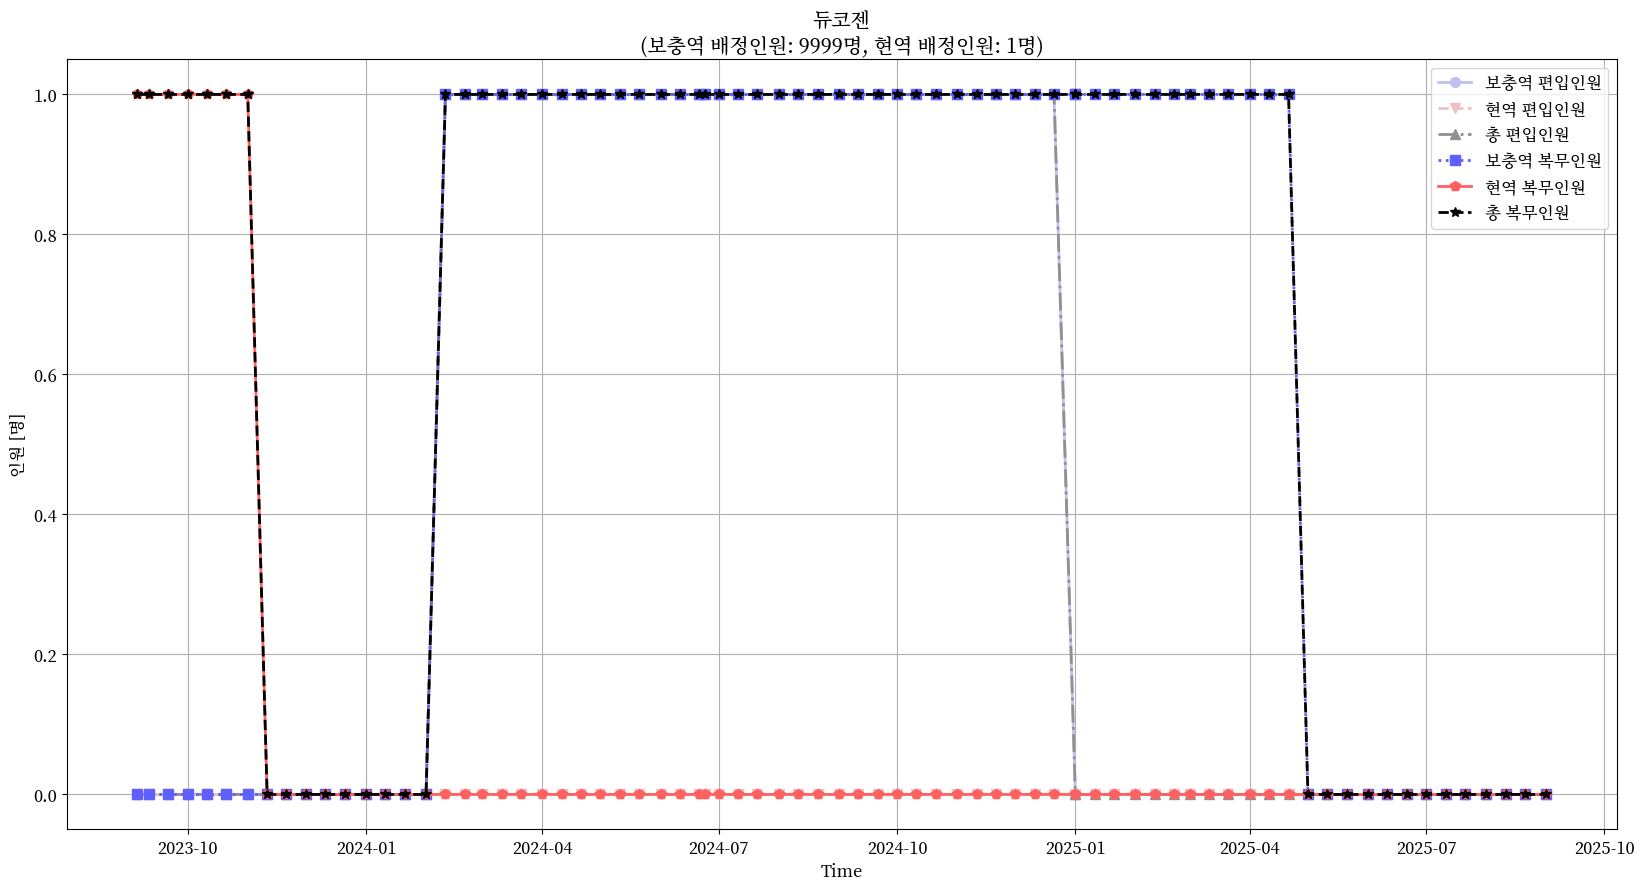 듀코젠
(보충역 배정인원: 9999명, 현역 배정인원: 1명)
1.0
0.8
0.6
0.4
0.2
0.0
인원 [명]
보충역 편입인원
현역 편입인원
총 편입인원
보충역 복무인원
현역 복무인원
총 복무인원
2023-10 2024-01 2024-04 2024-07 2024-10 2025-01 2025-04 2025-07 2025-10
Time